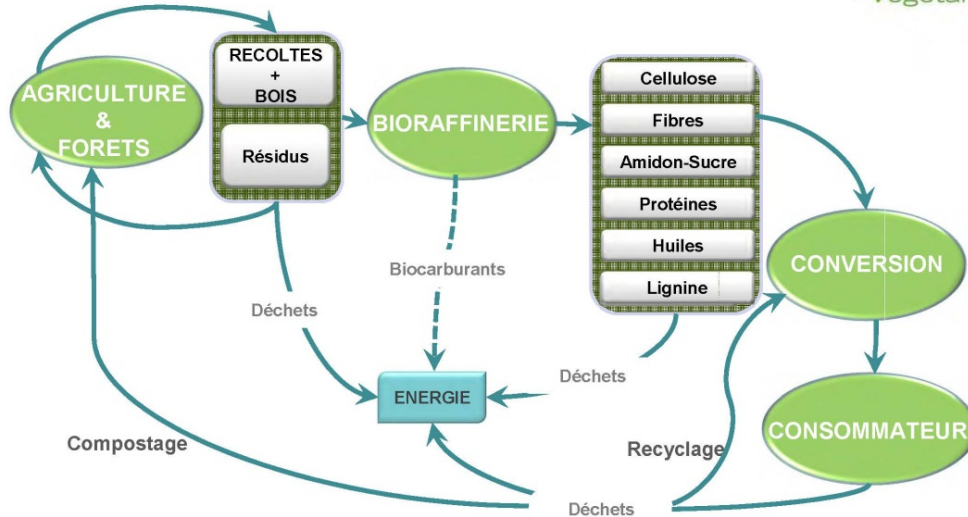 RECOLTES
+
BOIS
Résidus
AGRICULTURE
&
FORETS
BIORAFFINERIE
Cellulose
Fibres
Amidon-Sucre
Protéines
Huiles
Lignine
CONVERSION
Biocarburants
Déchets
Déchets
ENERGIE
CONSOMMATEUR
Compostage
Recyclage
Déchets